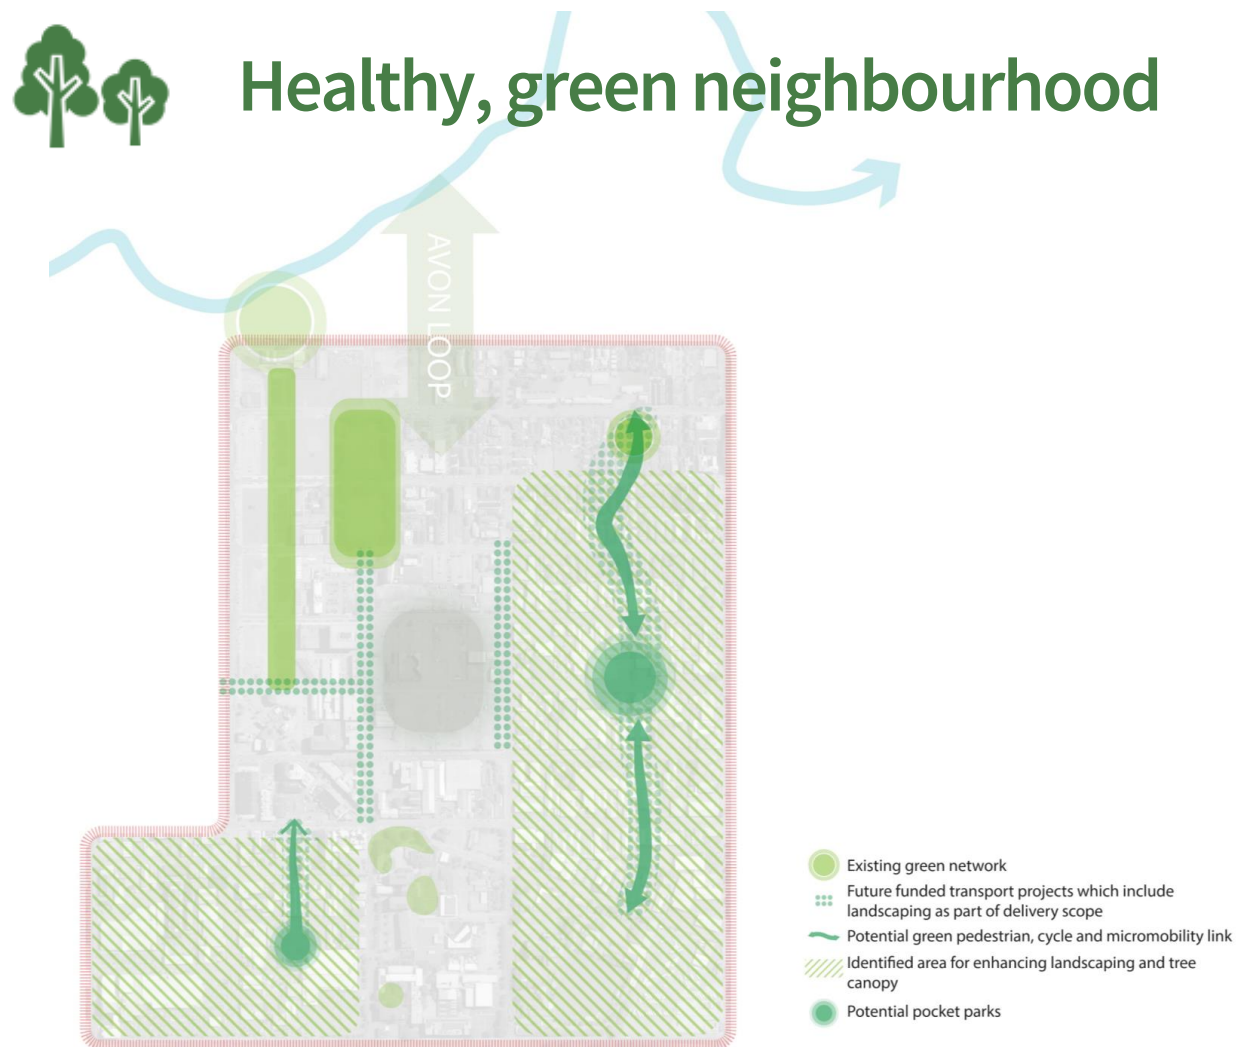 Healthy, green neighbourhood
AVON LOOP
Existing green network
Future funded transport projects which include
landscaping as part of delivery scope
Potential green pedestrian, cycle and micromobility link
Identified area for enhancing landscaping and tree
canopy
Potential pocket parks